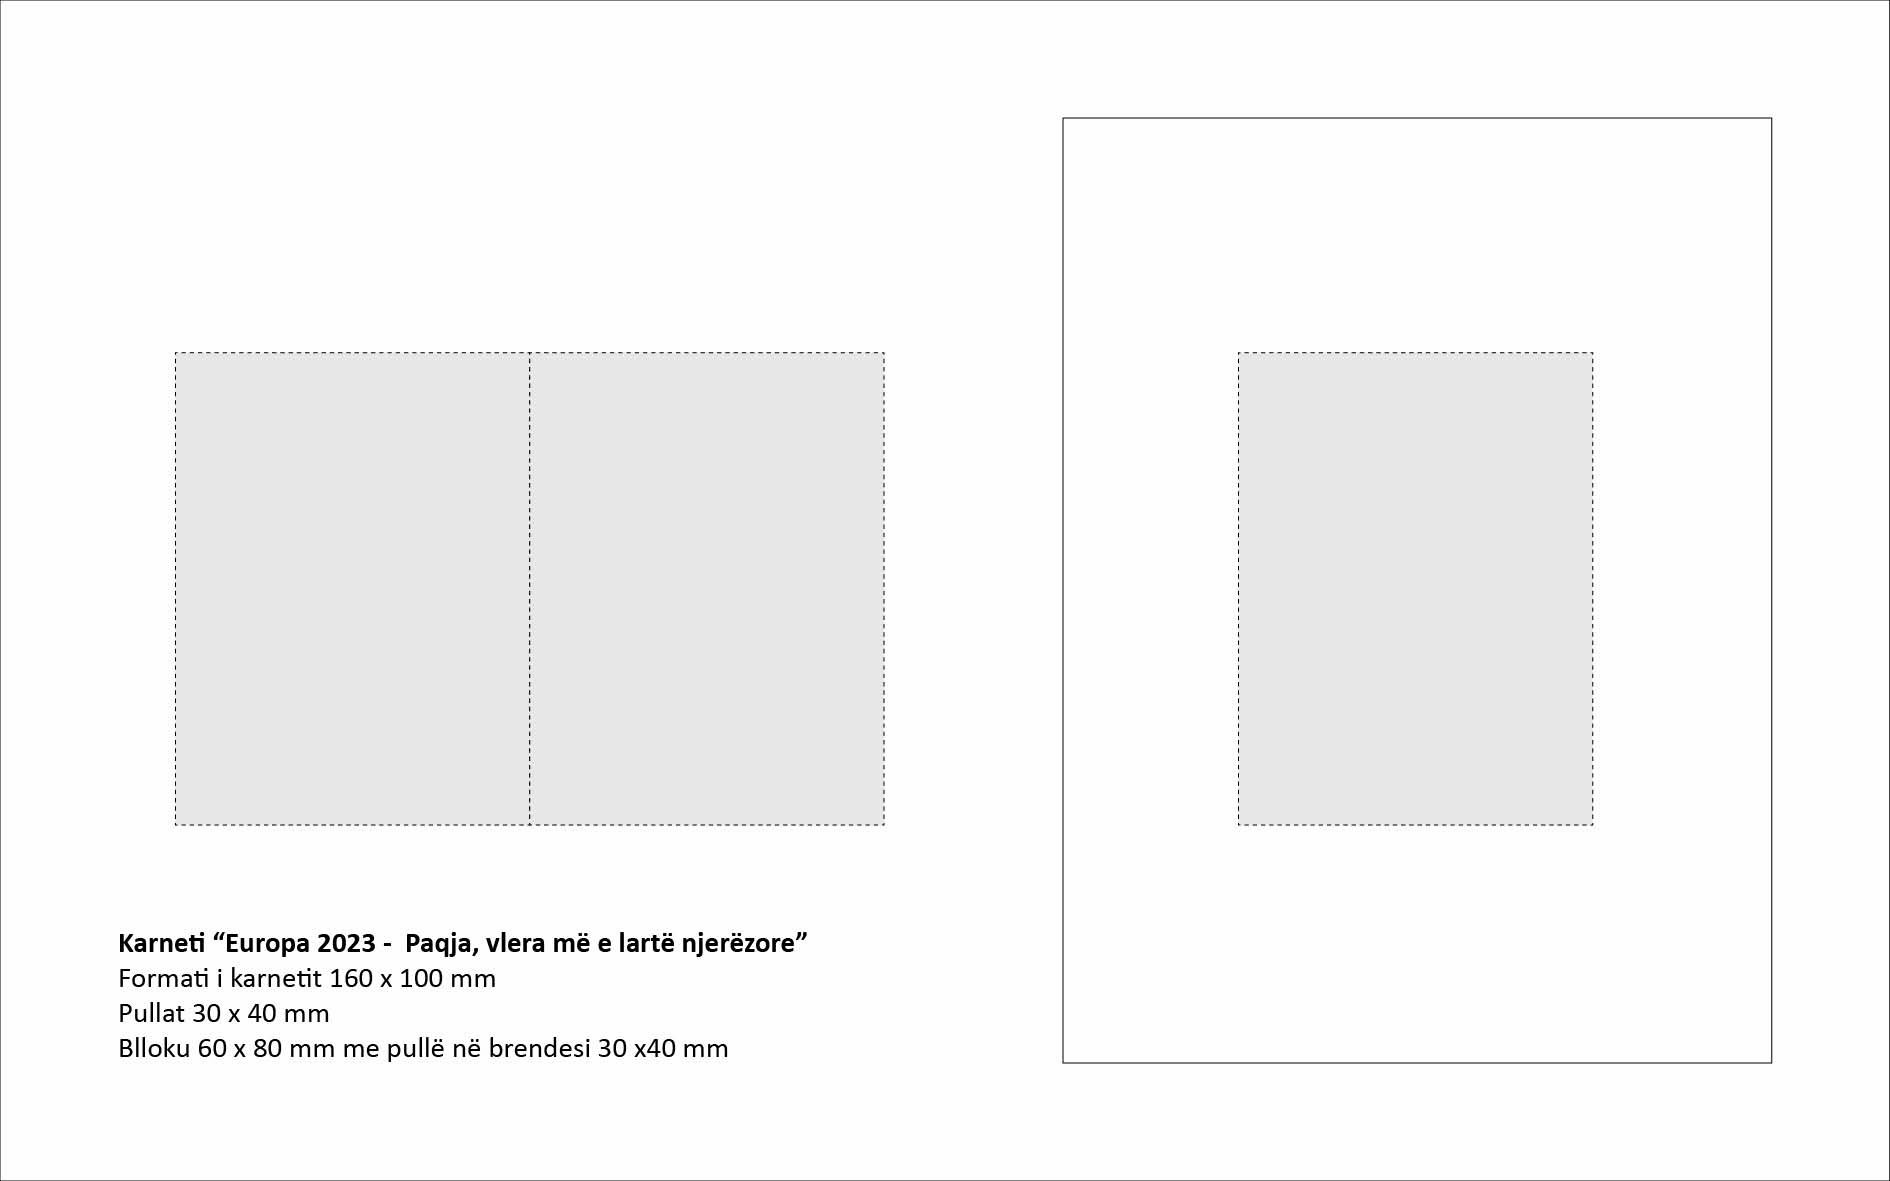 Karneti “Europa 2023 -  Paqja, vlera më e lartë njerëzore”
Formati i karnetit 160 x 100 mm
Pullat 30 x 40 mm
Blloku 60 x 80 mm me pullë në brendesi 30 x40 mm